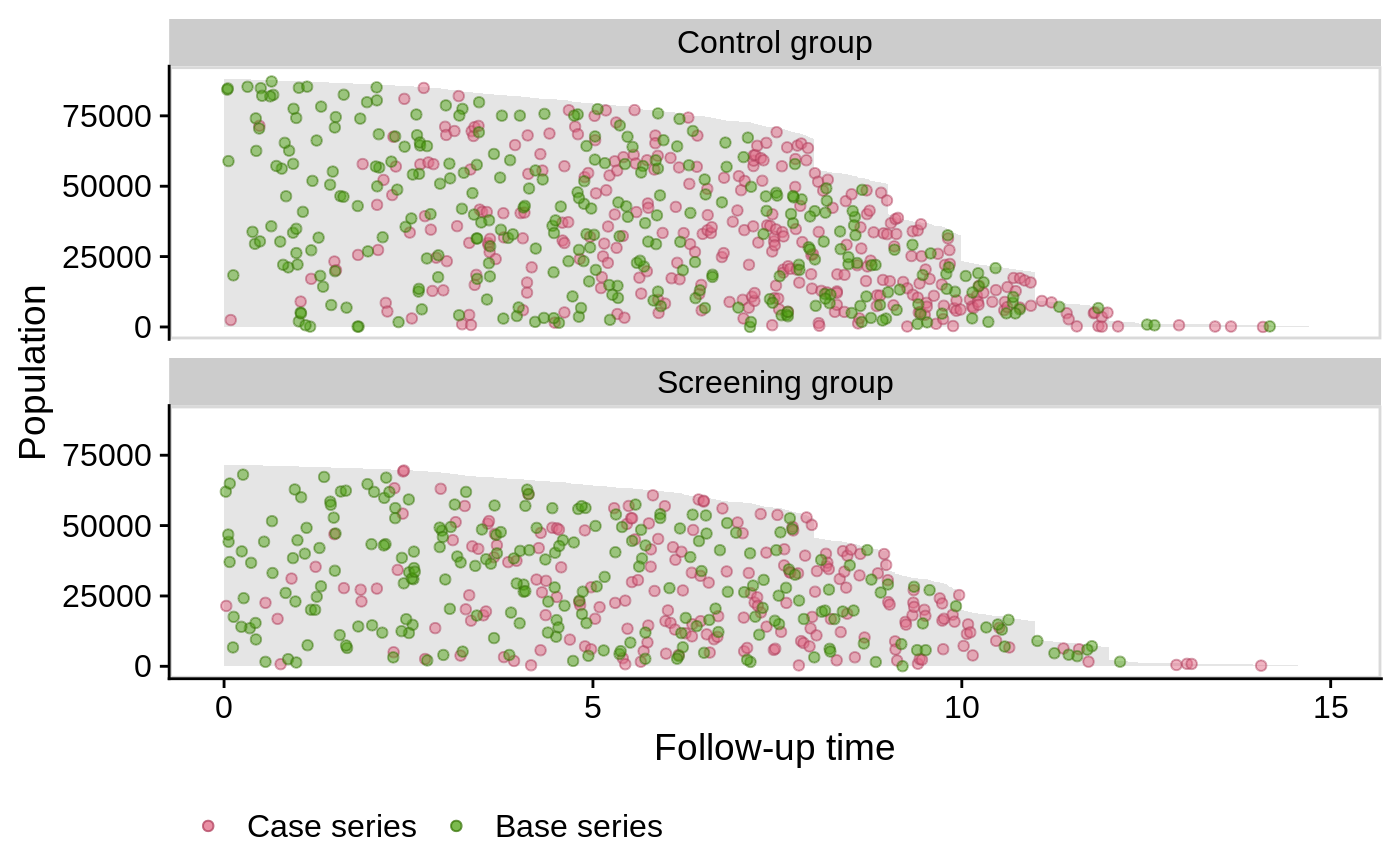 Control group
75000
50000
25000
0
Population
Screening group
75000
50000
25000
0
0 5 10 15
Follow-up time
Case series Base series